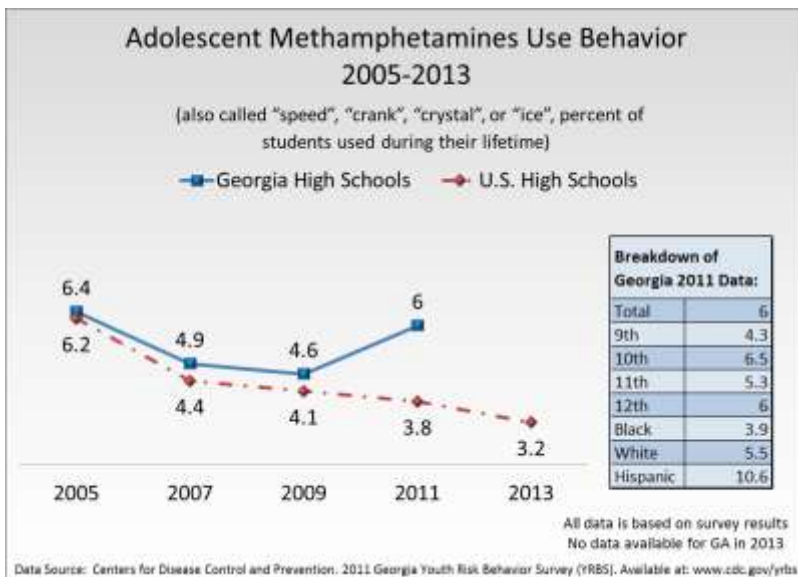 Adolescent Methamphetamines Use Behavior
2005-2013
(also called "speed", "crank", "crystal", or "ice", percent of
students used during their lifetime)
Georgia High Schools
U.S. High Schools
6.4
6.2
4.9
4.4
4.6
4.1
6
3.8
3.2
2005
2007
2009
2011
2013
Breakdown of
Georgia 2011 Data:
Total 6
9th 4.3
10th 6.5
11th 5.3
12th 6
Black 3.9
White 5.5
Hispanic 10.6
All data is based on survey results
No data available for GA in 2013
Data Source: Centers for Disease Control and Prevention. 2011 Georgia Youth Risk Behavior Survey (YRBS). Available at: www.cdc.gov/yrbs